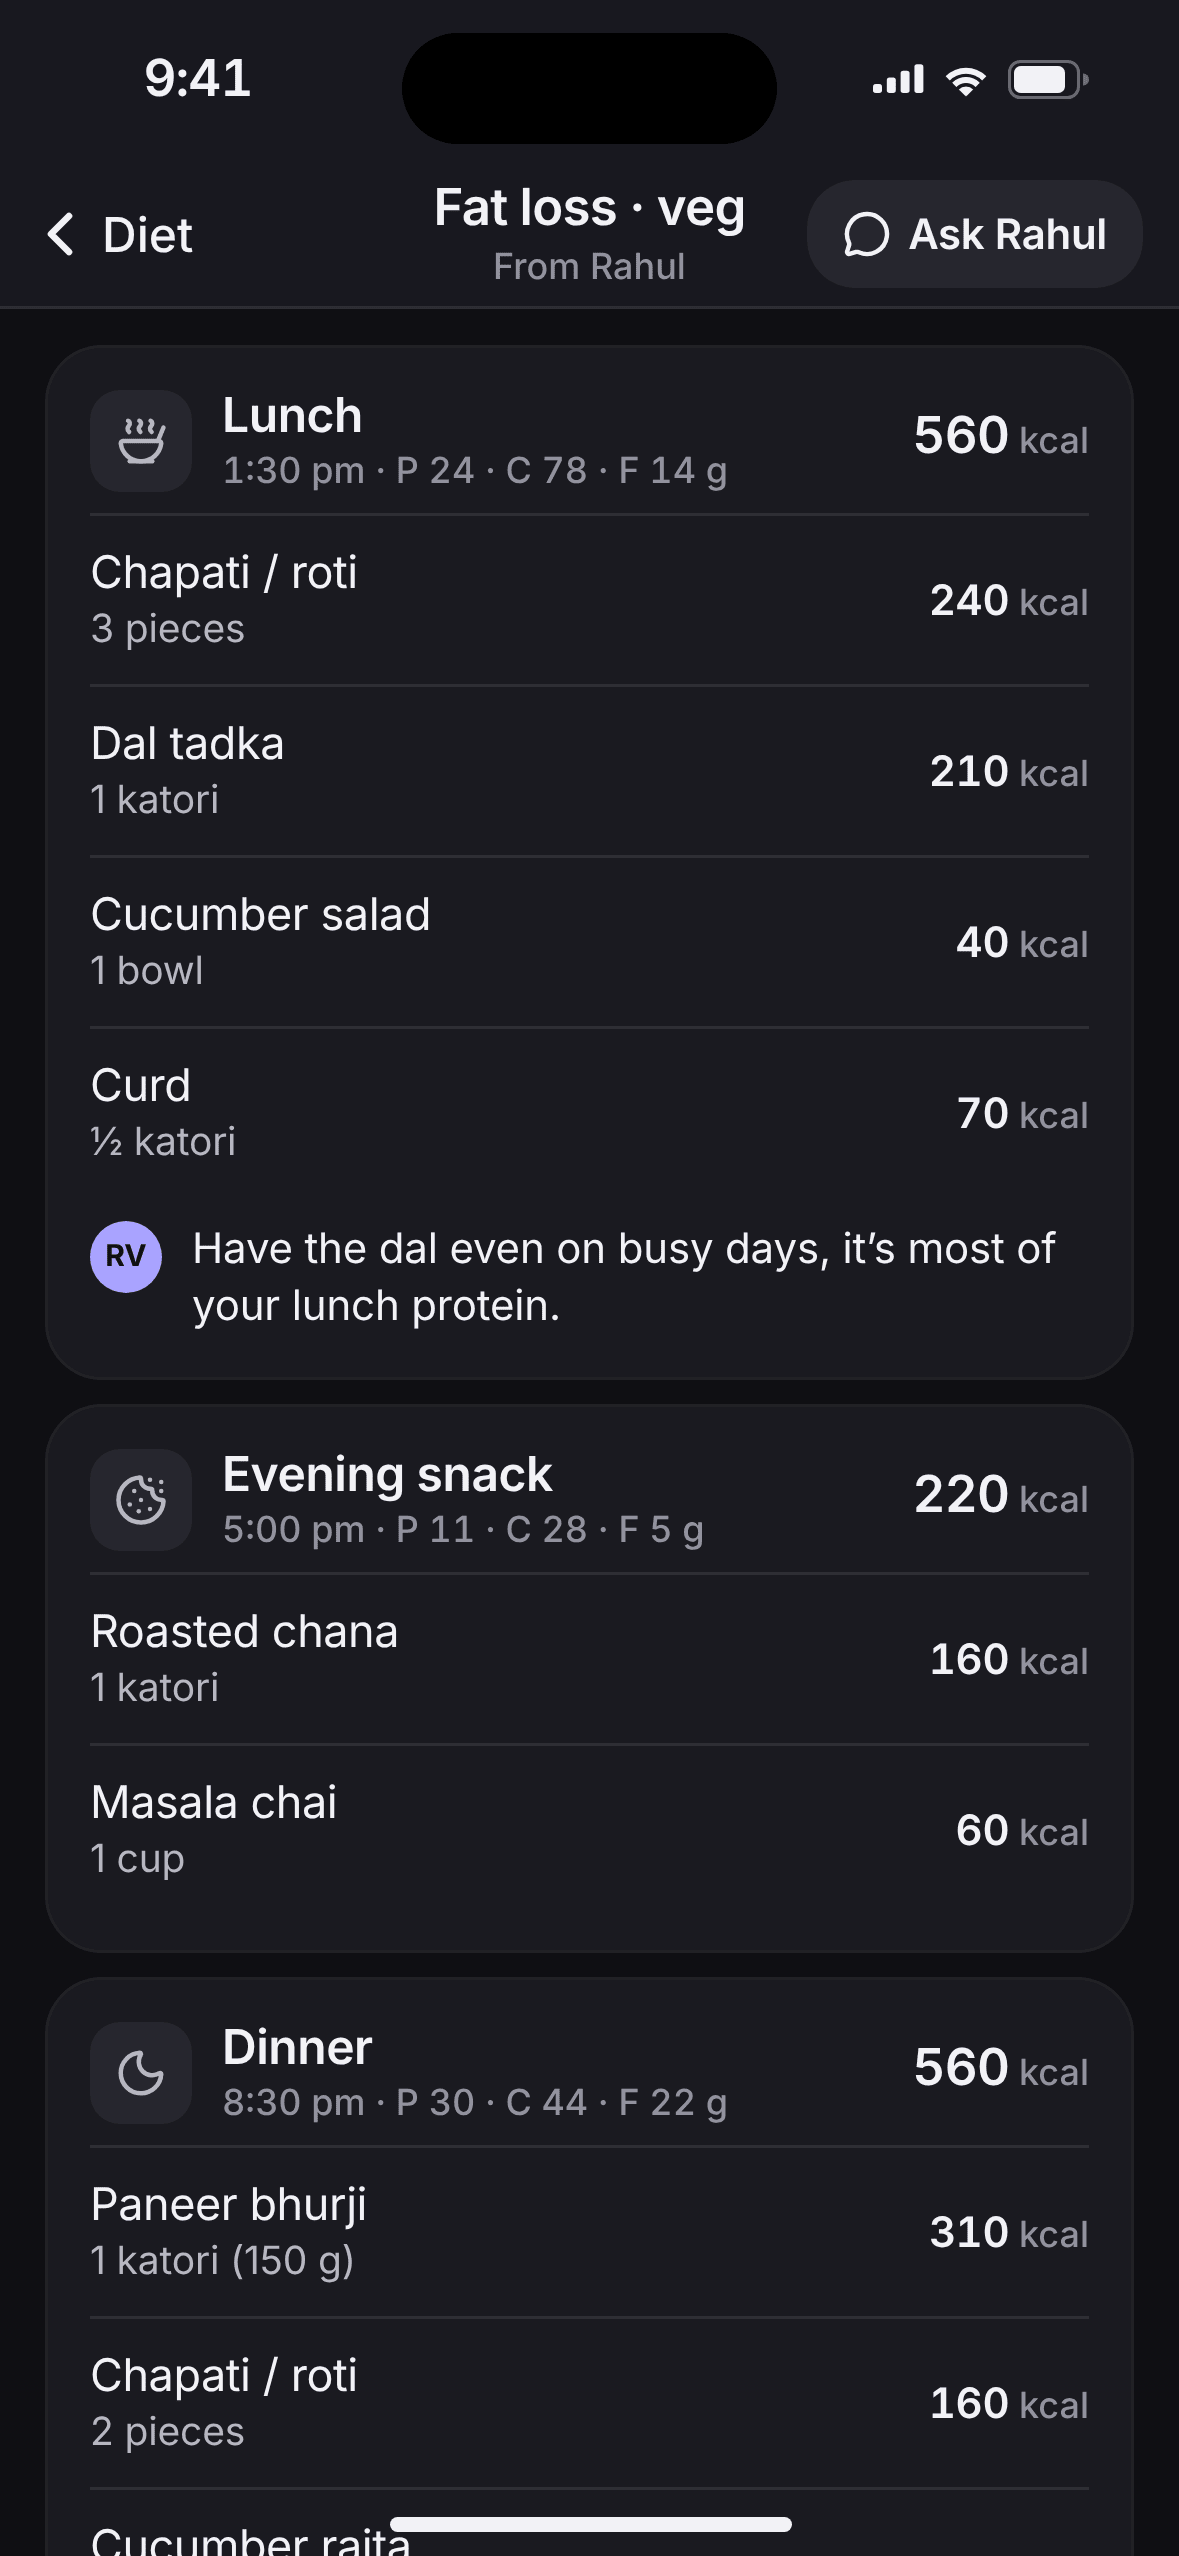 9:41
Diet
Fat loss · veg
From Rahul
Ask Rahul
Lunch
1:30 pm · P 24 · C 78 · F 14 g
560 kcal
Chapati / roti
3 pieces
240 kcal
Dal tadka
1 katori
210 kcal
Cucumber salad
1 bowl
40 kcal
Curd
½ katori
70 kcal
RV
Have the dal even on busy days, it’s most of
your lunch protein.
Evening snack
5:00 pm · P 11 · C 28 · F 5 g
220 kcal
Roasted chana
1 katori
160 kcal
Masala chai
1 cup
60 kcal
Dinner
8:30 pm · P 30 · C 44 · F 22 g
560 kcal
Paneer bhurji
1 katori (150 g)
310 kcal
Chapati / roti
2 pieces
160 kcal
Cucumber raita